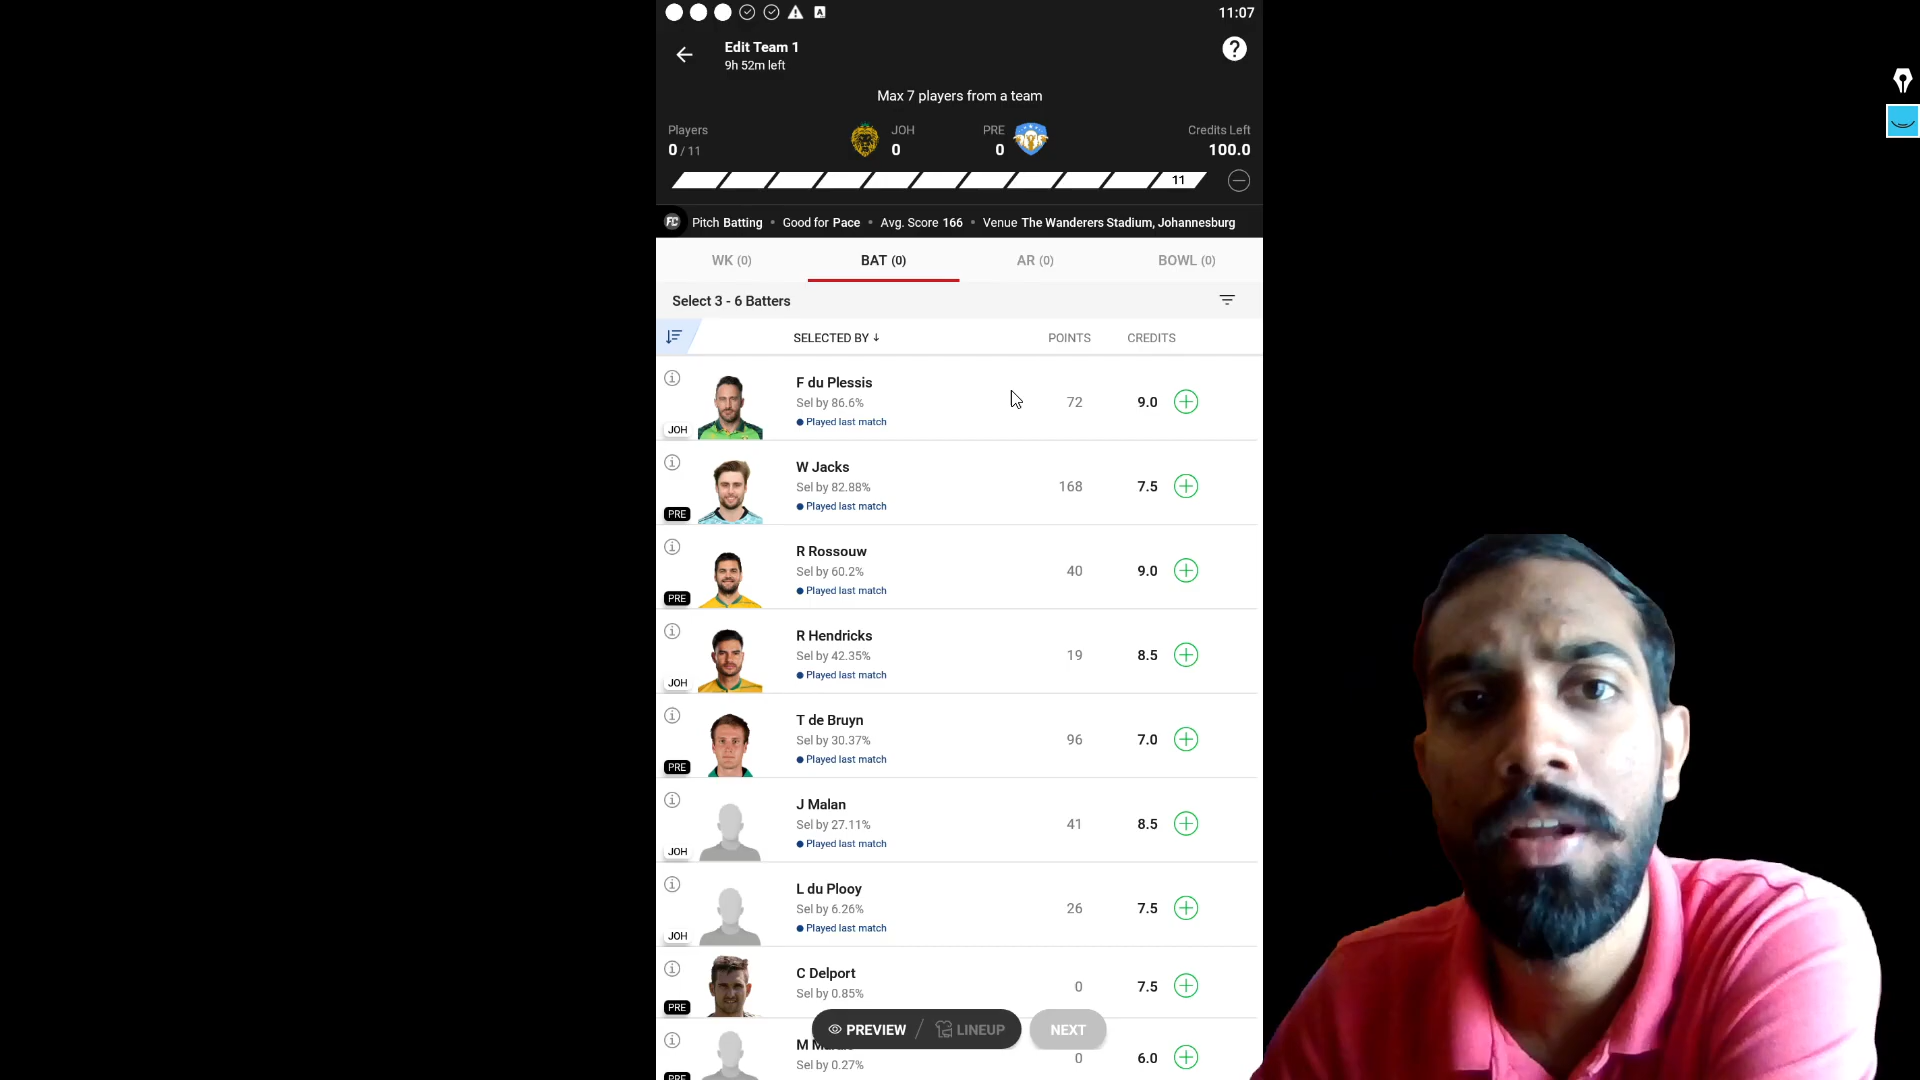 11:07
Edit Team 1
9h 52m left
?
Max 7 players from a team
Players
0 / 11
JOH
0
PRE
0
Credits Left
100.0
11
FC Pitch Batting • Good for Pace • Avg. Score 166 • Venue The Wanderers Stadium, Johannesburg
WK (0) BAT (0) AR (0) BOWL (0)
Select 3 - 6 Batters
SELECTED BY ↓ POINTS CREDITS
F du Plessis
Sel by 86.6%
Played last match
JOH
72 9.0
W Jacks
Sel by 82.88%
Played last match
PRE
168 7.5
R Rossouw
Sel by 60.2%
Played last match
PRE
40 9.0
R Hendricks
Sel by 42.35%
Played last match
JOH
19 8.5
T de Bruyn
Sel by 30.37%
Played last match
PRE
96 7.0
J Malan
Sel by 27.11%
Played last match
JOH
41 8.5
L du Plooy
Sel by 6.26%
Played last match
JOH
26 7.5
C Delport
Sel by 0.85%
PRE
0 7.5
PREVIEW / LINEUP NEXT
M
Sel by 0.27%
PRE
0 6.0